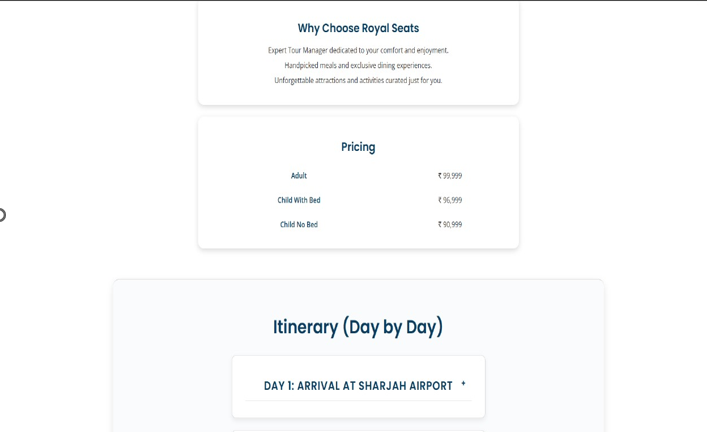 Why Choose Royal Seats
Expert Tour Manager dedicated to your comfort and enjoyment.
Handpicked meals and exclusive dining experiences.
Unforgettable attractions and activities curated just for you.
Pricing
Adult ₹ 99,999
Child With Bed ₹ 96,999
Child No Bed ₹ 90,999
Itinerary (Day by Day)
DAY 1: ARRIVAL AT SHARJAH AIRPORT +